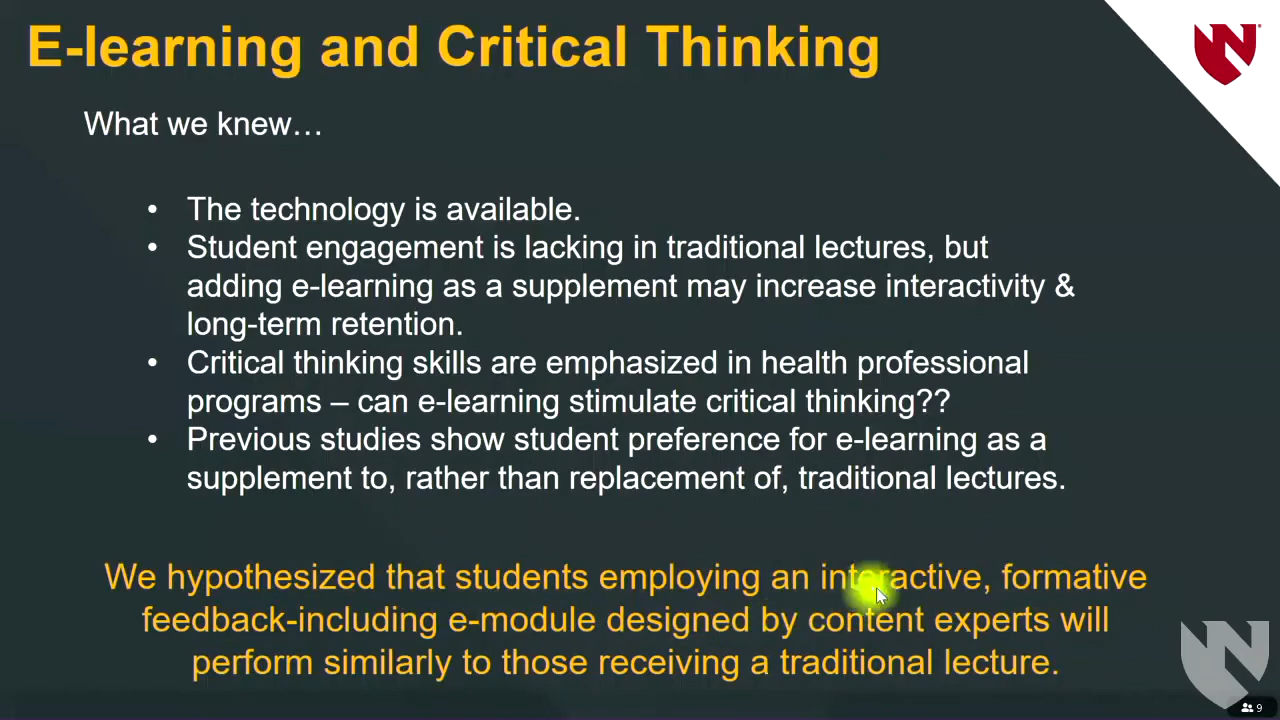 E-learning and Critical Thinking
What we knew…
• The technology is available.
• Student engagement is lacking in traditional lectures, but
adding e-learning as a supplement may increase interactivity &
long-term retention.
• Critical thinking skills are emphasized in health professional
programs – can e-learning stimulate critical thinking??
• Previous studies show student preference for e-learning as a
supplement to, rather than replacement of, traditional lectures.
We hypothesized that students employing an interactive, formative
feedback-including e-module designed by content experts will
perform similarly to those receiving a traditional lecture.
9